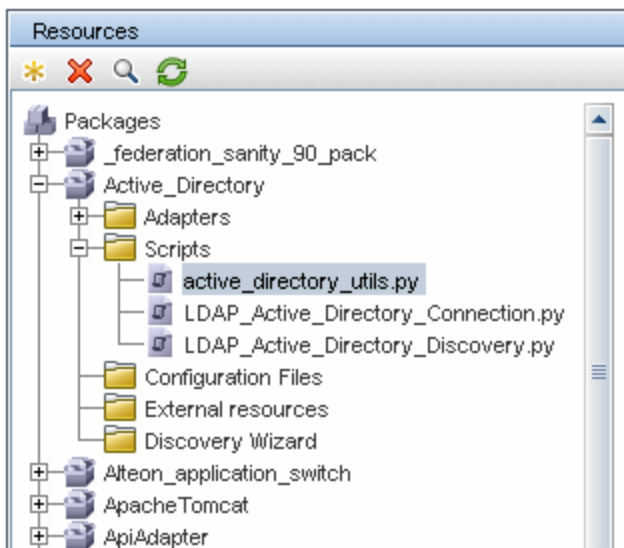 Resources
Packages
_federation_sanity_90_pack
Active_Directory
Adapters
Scripts
active_directory_utils.py
LDAP_Active_Directory_Connection.py
LDAP_Active_Directory_Discovery.py
Configuration Files
External resources
Discovery Wizard
Alteon_application_switch
ApacheTomcat
ApiAdapter